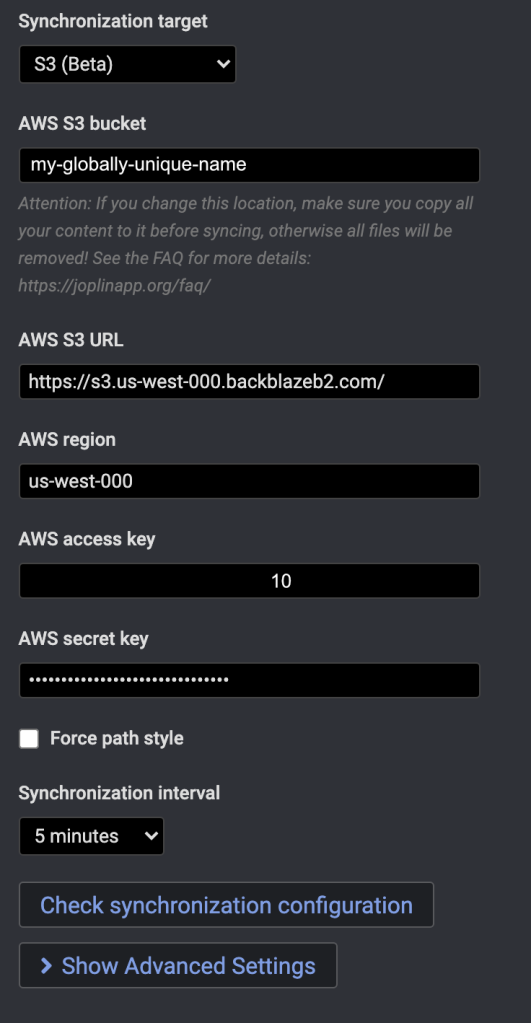 Synchronization target
S3 (Beta)
AWS S3 bucket
my-globally-unique-name
Attention: If you change this location, make sure you copy all
your content to it before syncing, otherwise all files will be
removed! See the FAQ for more details:
https://joplinapp.org/faq/
AWS S3 URL
https://s3.us-west-000.backblazeb2.com/
AWS region
us-west-000
AWS access key
10
AWS secret key
•••••••••••••••••••••••••••••••
Force path style
Synchronization interval
5 minutes
Check synchronization configuration
Show Advanced Settings